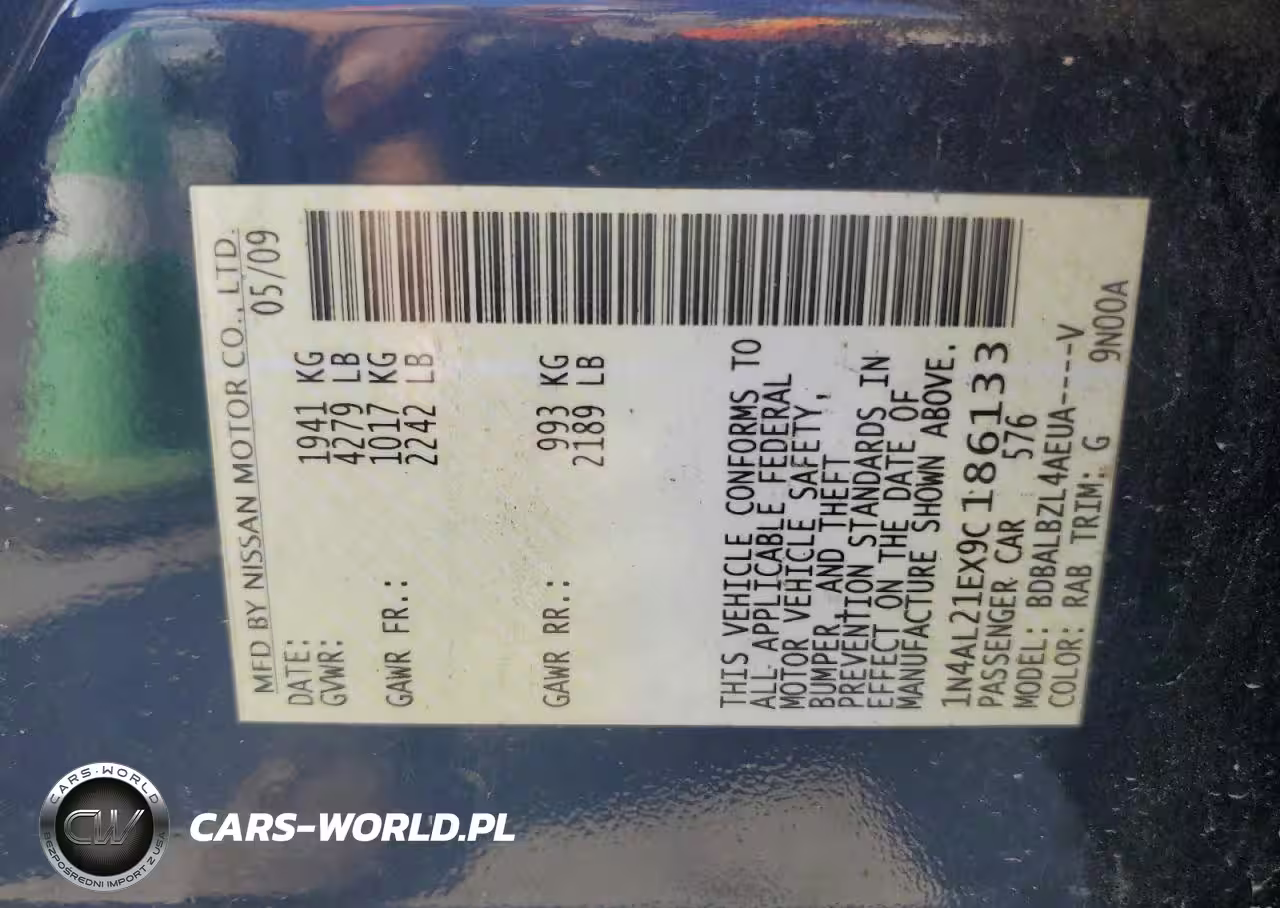 MFD BY NISSAN MOTOR CO., LTD.
DATE: 05/09
GVWR: 1941 KG
4279 LB
GAWR FR.: 1017 KG
2242 LB
GAWR RR.: 993 KG
2189 LB
THIS VEHICLE CONFORMS TO
ALL APPLICABLE FEDERAL
MOTOR VEHICLE SAFETY,
BUMPER, AND THEFT
PREVENTION STANDARDS IN
EFFECT ON THE DATE OF
MANUFACTURE SHOWN ABOVE.
1N4AL21EX9C186133
PASSENGER CAR 576
MODEL: BDBALBZL4AEUA----V
COLOR: RAB TRIM: G 9N00A
CARS-WORLD
CW
BEZPOŚREDNI IMPORT Z USA
CARS-WORLD.PL